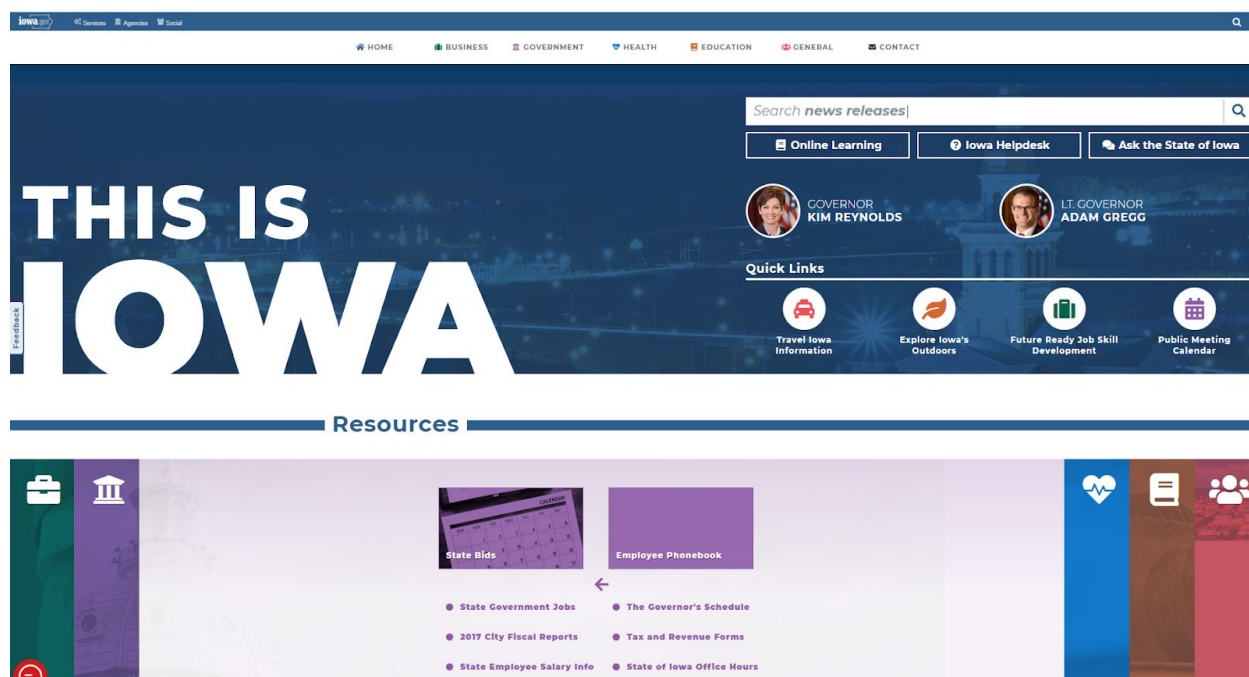 iowa.gov Services Agencies Social
HOME BUSINESS GOVERNMENT HEALTH EDUCATION GENERAL CONTACT
Search news releases
Online Learning Iowa Helpdesk Ask the State of Iowa
THIS IS
IOWA
GOVERNOR
KIM REYNOLDS
LT. GOVERNOR
ADAM GREGG
Quick Links
Travel Iowa
Information
Explore Iowa's
Outdoors
Future Ready Job Skill
Development
Public Meeting
Calendar
Feedback
Resources
CALENDAR
State Bids
Employee Phonebook
State Government Jobs
The Governor's Schedule
2017 City Fiscal Reports
Tax and Revenue Forms
State Employee Salary Info
State of Iowa Office Hours